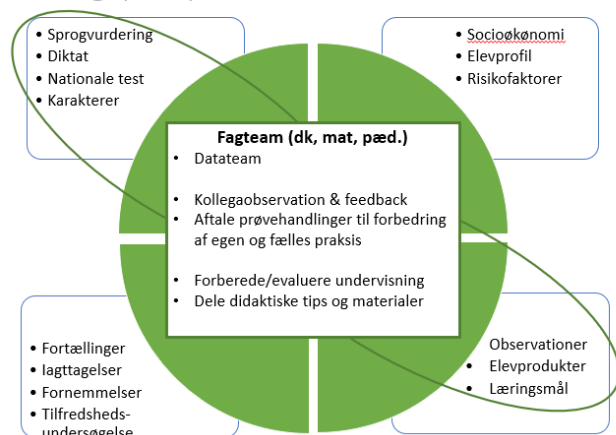 • Sprogvurdering
• Diktat
• Nationale test
• Karakterer
• Socioøkonomi
• Elevprofil
• Risikofaktorer
Fagteam (dk, mat, pæd.)
• Datateam
• Kollegaobservation & feedback
• Aftale prøvehandlinger til forbedring
af egen og fælles praksis
• Forberede/evaluere undervisning
• Dele didaktiske tips og materialer
• Fortællinger
• Iagttagelser
• Fornemmelser
• Tilfredsheds-
undersøgelse
Observationer
• Elevprodukter
• Læringsmål